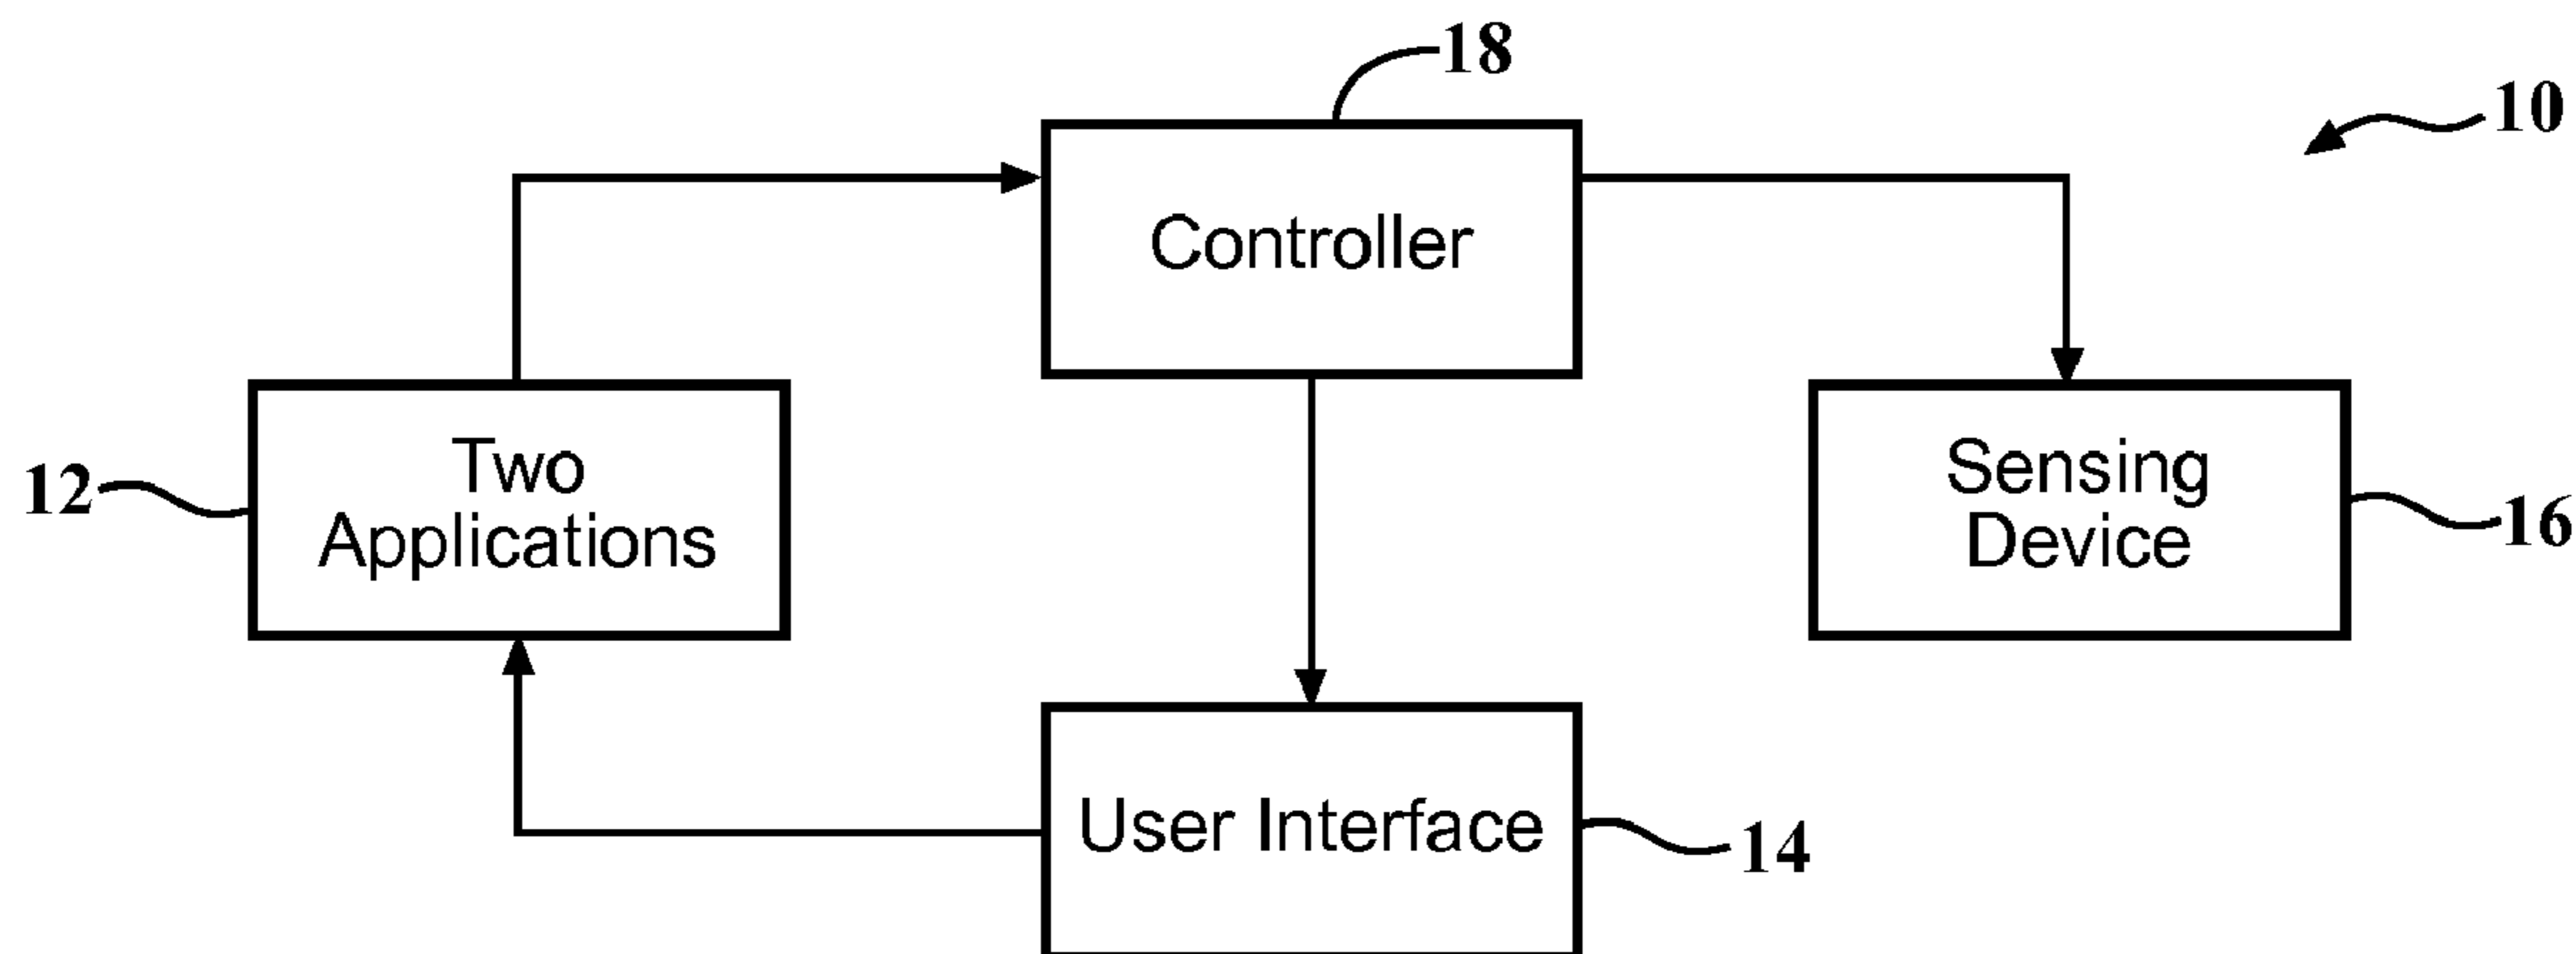 18
10
Controller
Two
Applications
12
Sensing
Device
16
User Interface
14